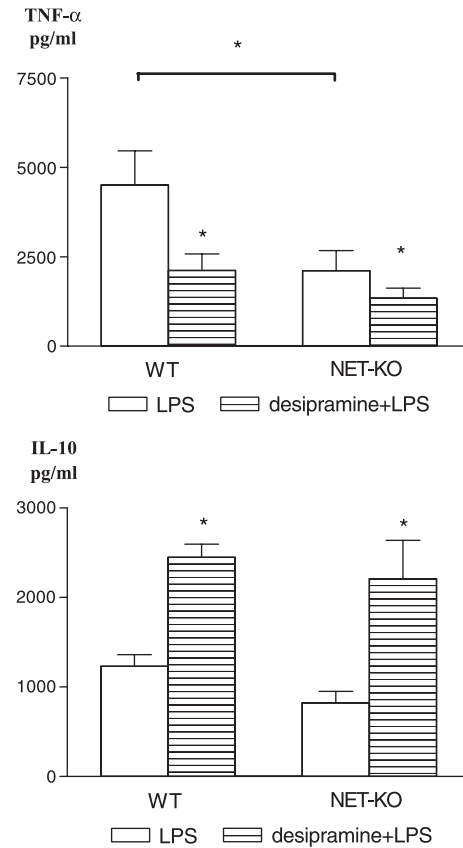 TNF-α
pg/ml
*
7500
5000
*
*
2500
0
WT NET-KO
LPS desipramine+LPS
IL-10
pg/ml
3000
*
*
2000
1000
0
WT NET-KO
LPS desipramine+LPS